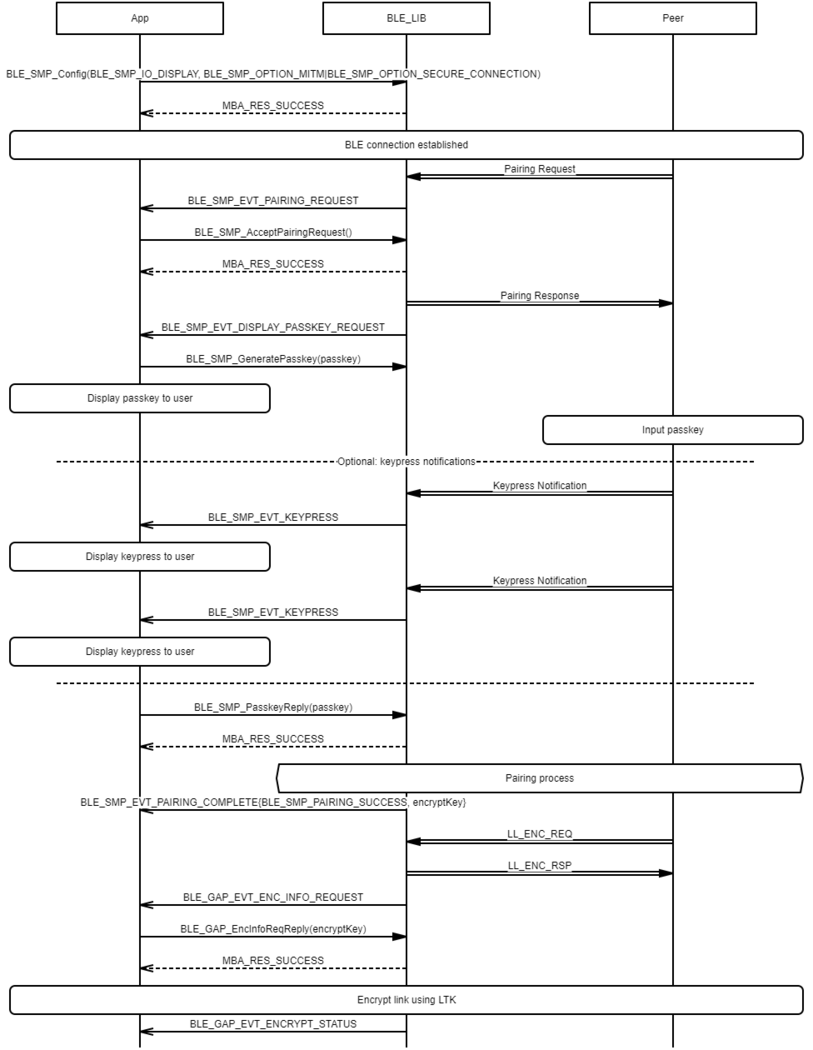 App
BLE_LIB
Peer
BLE_SMP_Config(BLE_SMP_IO_DISPLAY, BLE_SMP_OPTION_MITM|BLE_SMP_OPTION_SECURE_CONNECTION)
MBA_RES_SUCCESS
BLE connection established
Pairing Request
BLE_SMP_EVT_PAIRING_REQUEST
BLE_SMP_AcceptPairingRequest()
MBA_RES_SUCCESS
Pairing Response
BLE_SMP_EVT_DISPLAY_PASSKEY_REQUEST
BLE_SMP_GeneratePasskey(passkey)
Display passkey to user
Input passkey
Optional: keypress notifications
Keypress Notification
BLE_SMP_EVT_KEYPRESS
Display keypress to user
Keypress Notification
BLE_SMP_EVT_KEYPRESS
Display keypress to user
BLE_SMP_PasskeyReply(passkey)
MBA_RES_SUCCESS
Pairing process
BLE_SMP_EVT_PAIRING_COMPLETE{BLE_SMP_PAIRING_SUCCESS, encryptKey}
LL_ENC_REQ
LL_ENC_RSP
BLE_GAP_EVT_ENC_INFO_REQUEST
BLE_GAP_EncInfoReqReply(encryptKey)
MBA_RES_SUCCESS
Encrypt link using LTK
BLE_GAP_EVT_ENCRYPT_STATUS